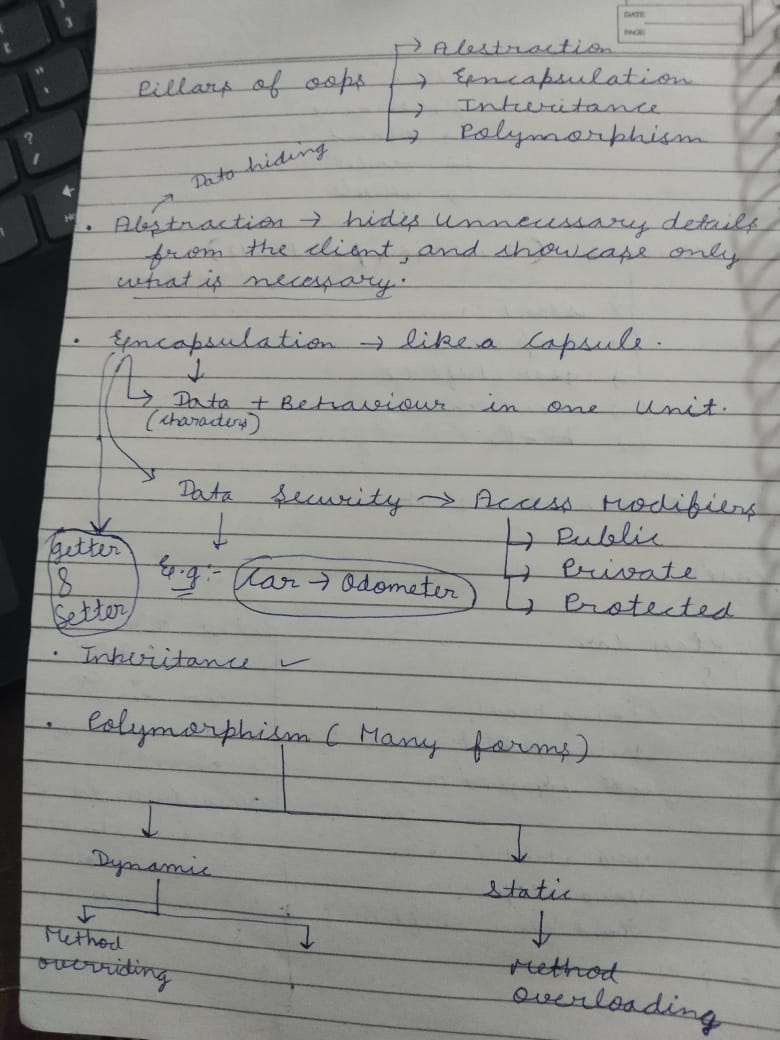 DATE
PAGE
Pillars of oops → Abstraction
→ Encapsulation
→ Inheritance
→ Polymorphism
Data hiding
• Abstraction → hides unnecessary details
from the client, and showcase only
what is necessary.
• Encapsulation → like a capsule.
→ Data + Behaviour in one unit.
(characters)
Data security → Access Modifiers
→ Public
→ Private
→ Protected
getter
&
setter
E.g:- Car → Odometer
• Inheritance ✓
• Polymorphism (Many forms)
Dynamic
Static
Method
overriding
Method
overloading